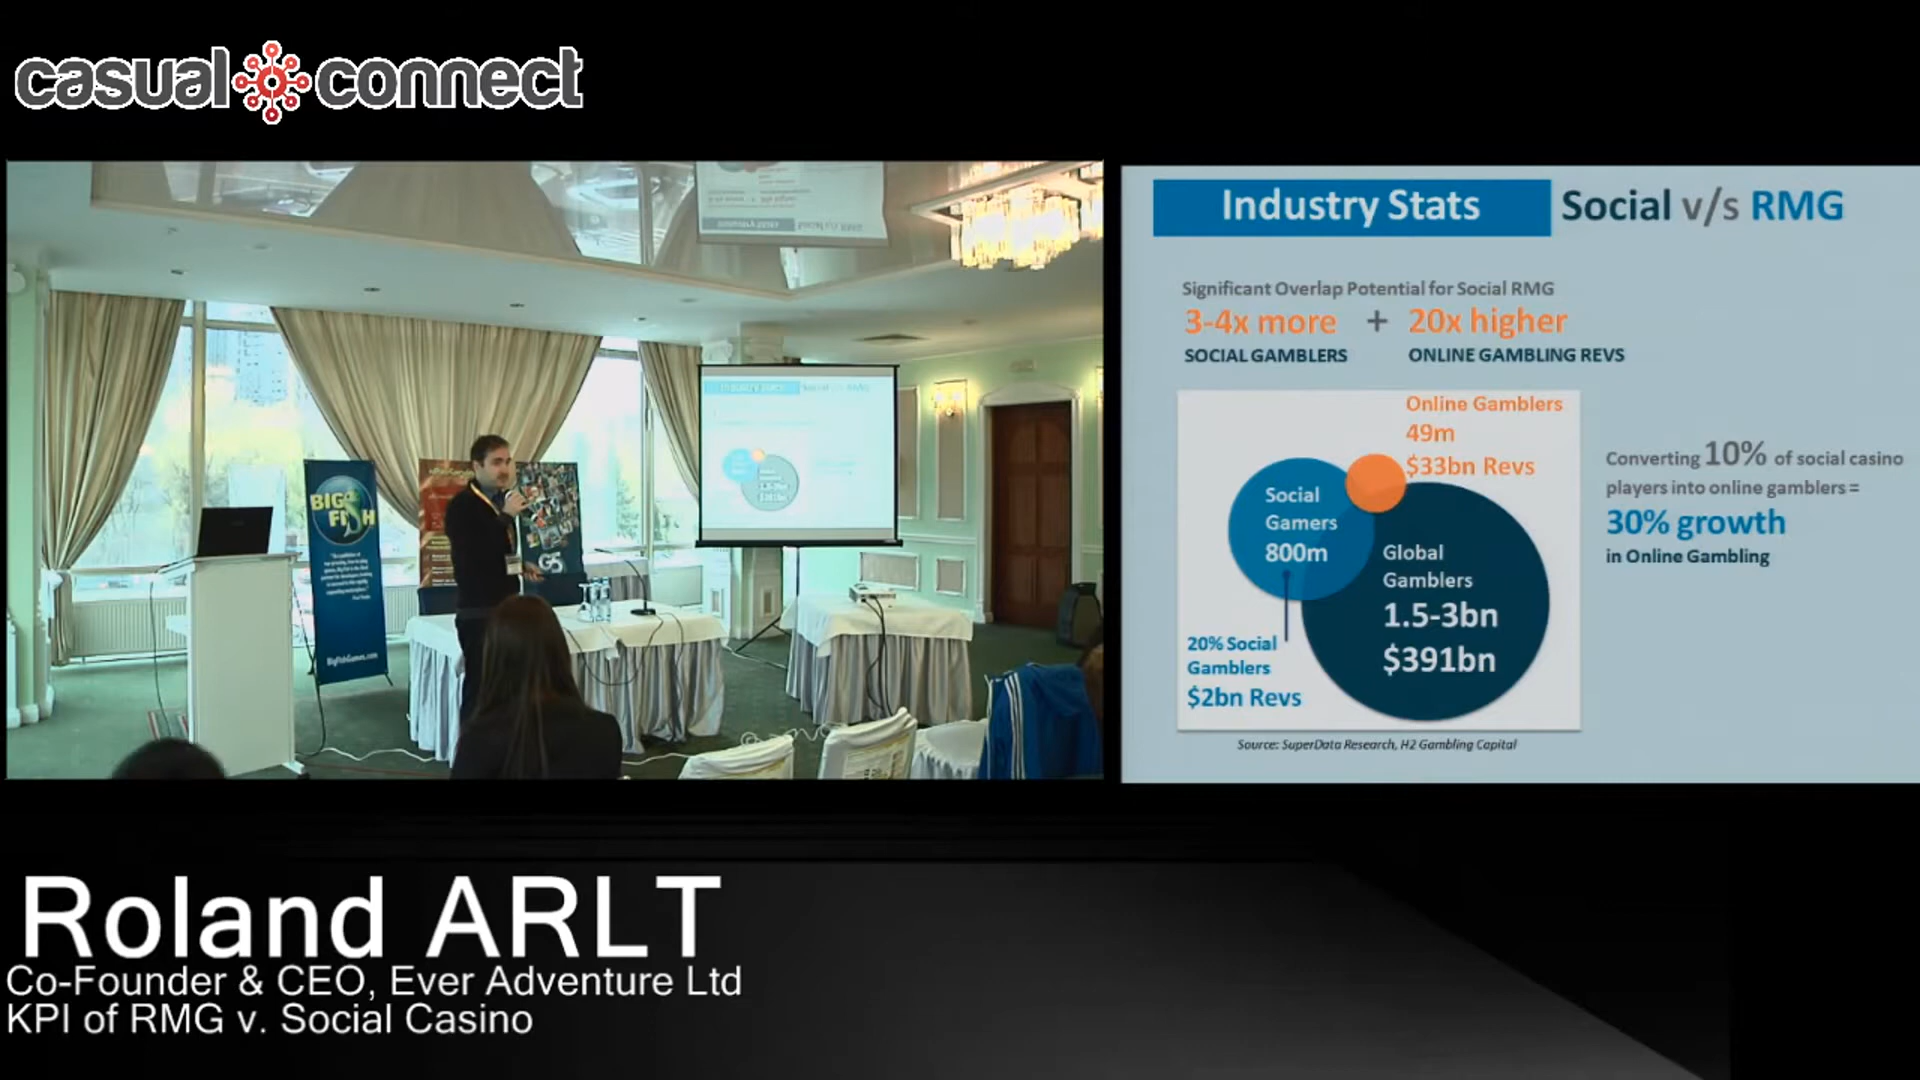 casual connect
BIG
FISH
BigFishGames.com
G5
Industry Stats Social v/s RMG
Significant Overlap Potential for Social RMG
3-4x more + 20x higher
SOCIAL GAMBLERS ONLINE GAMBLING REVS
Online Gamblers
49m
$33bn Revs
Social
Gamers
800m
Global
Gamblers
1.5-3bn
$391bn
20% Social
Gamblers
$2bn Revs
Source: SuperData Research, H2 Gambling Capital
Converting 10% of social casino
players into online gamblers =
30% growth
in Online Gambling
Roland ARLT
Co-Founder & CEO, Ever Adventure Ltd
KPI of RMG v. Social Casino